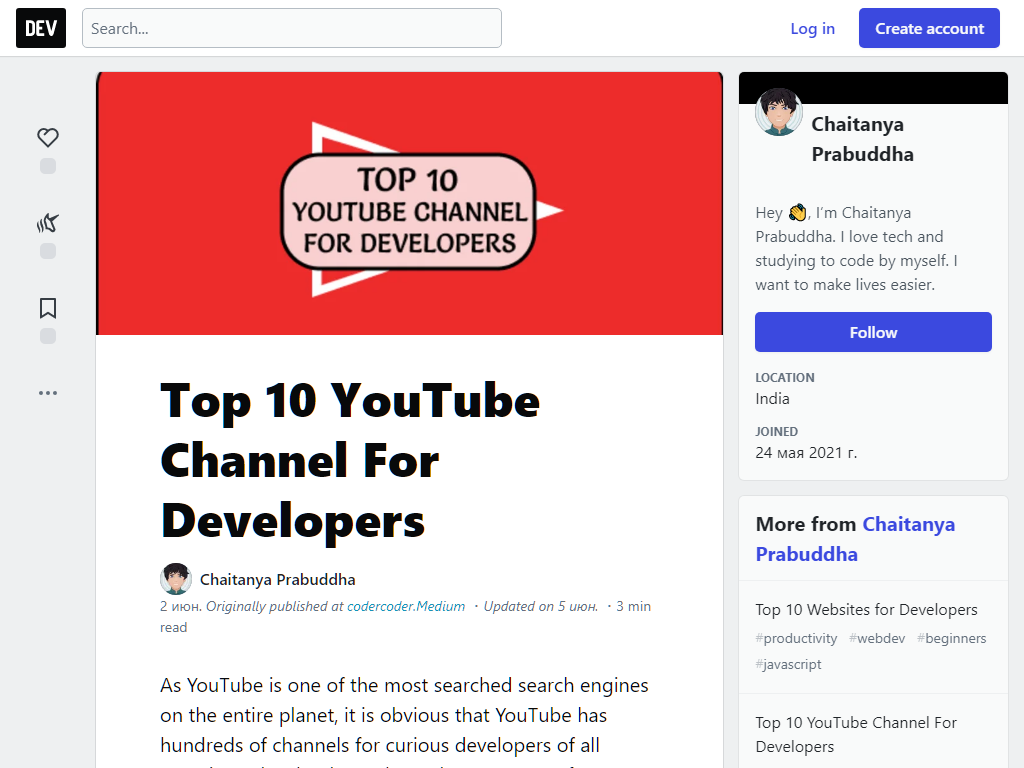 DEV
Search...
Log in
Create account
TOP 10
YOUTUBE CHANNEL
FOR DEVELOPERS
Top 10 YouTube
Channel For
Developers
Chaitanya Prabuddha
2 июн. Originally published at codercoder.Medium ・Updated on 5 июн. ・3 min
read
As YouTube is one of the most searched search engines
on the entire planet, it is obvious that YouTube has
hundreds of channels for curious developers of all
Chaitanya
Prabuddha
Hey 👋, I'm Chaitanya
Prabuddha. I love tech and
studying to code by myself. I
want to make lives easier.
Follow
LOCATION
India
JOINED
24 мая 2021 г.
More from Chaitanya
Prabuddha
Top 10 Websites for Developers
#productivity #webdev #beginners
#javascript
Top 10 YouTube Channel For
Developers